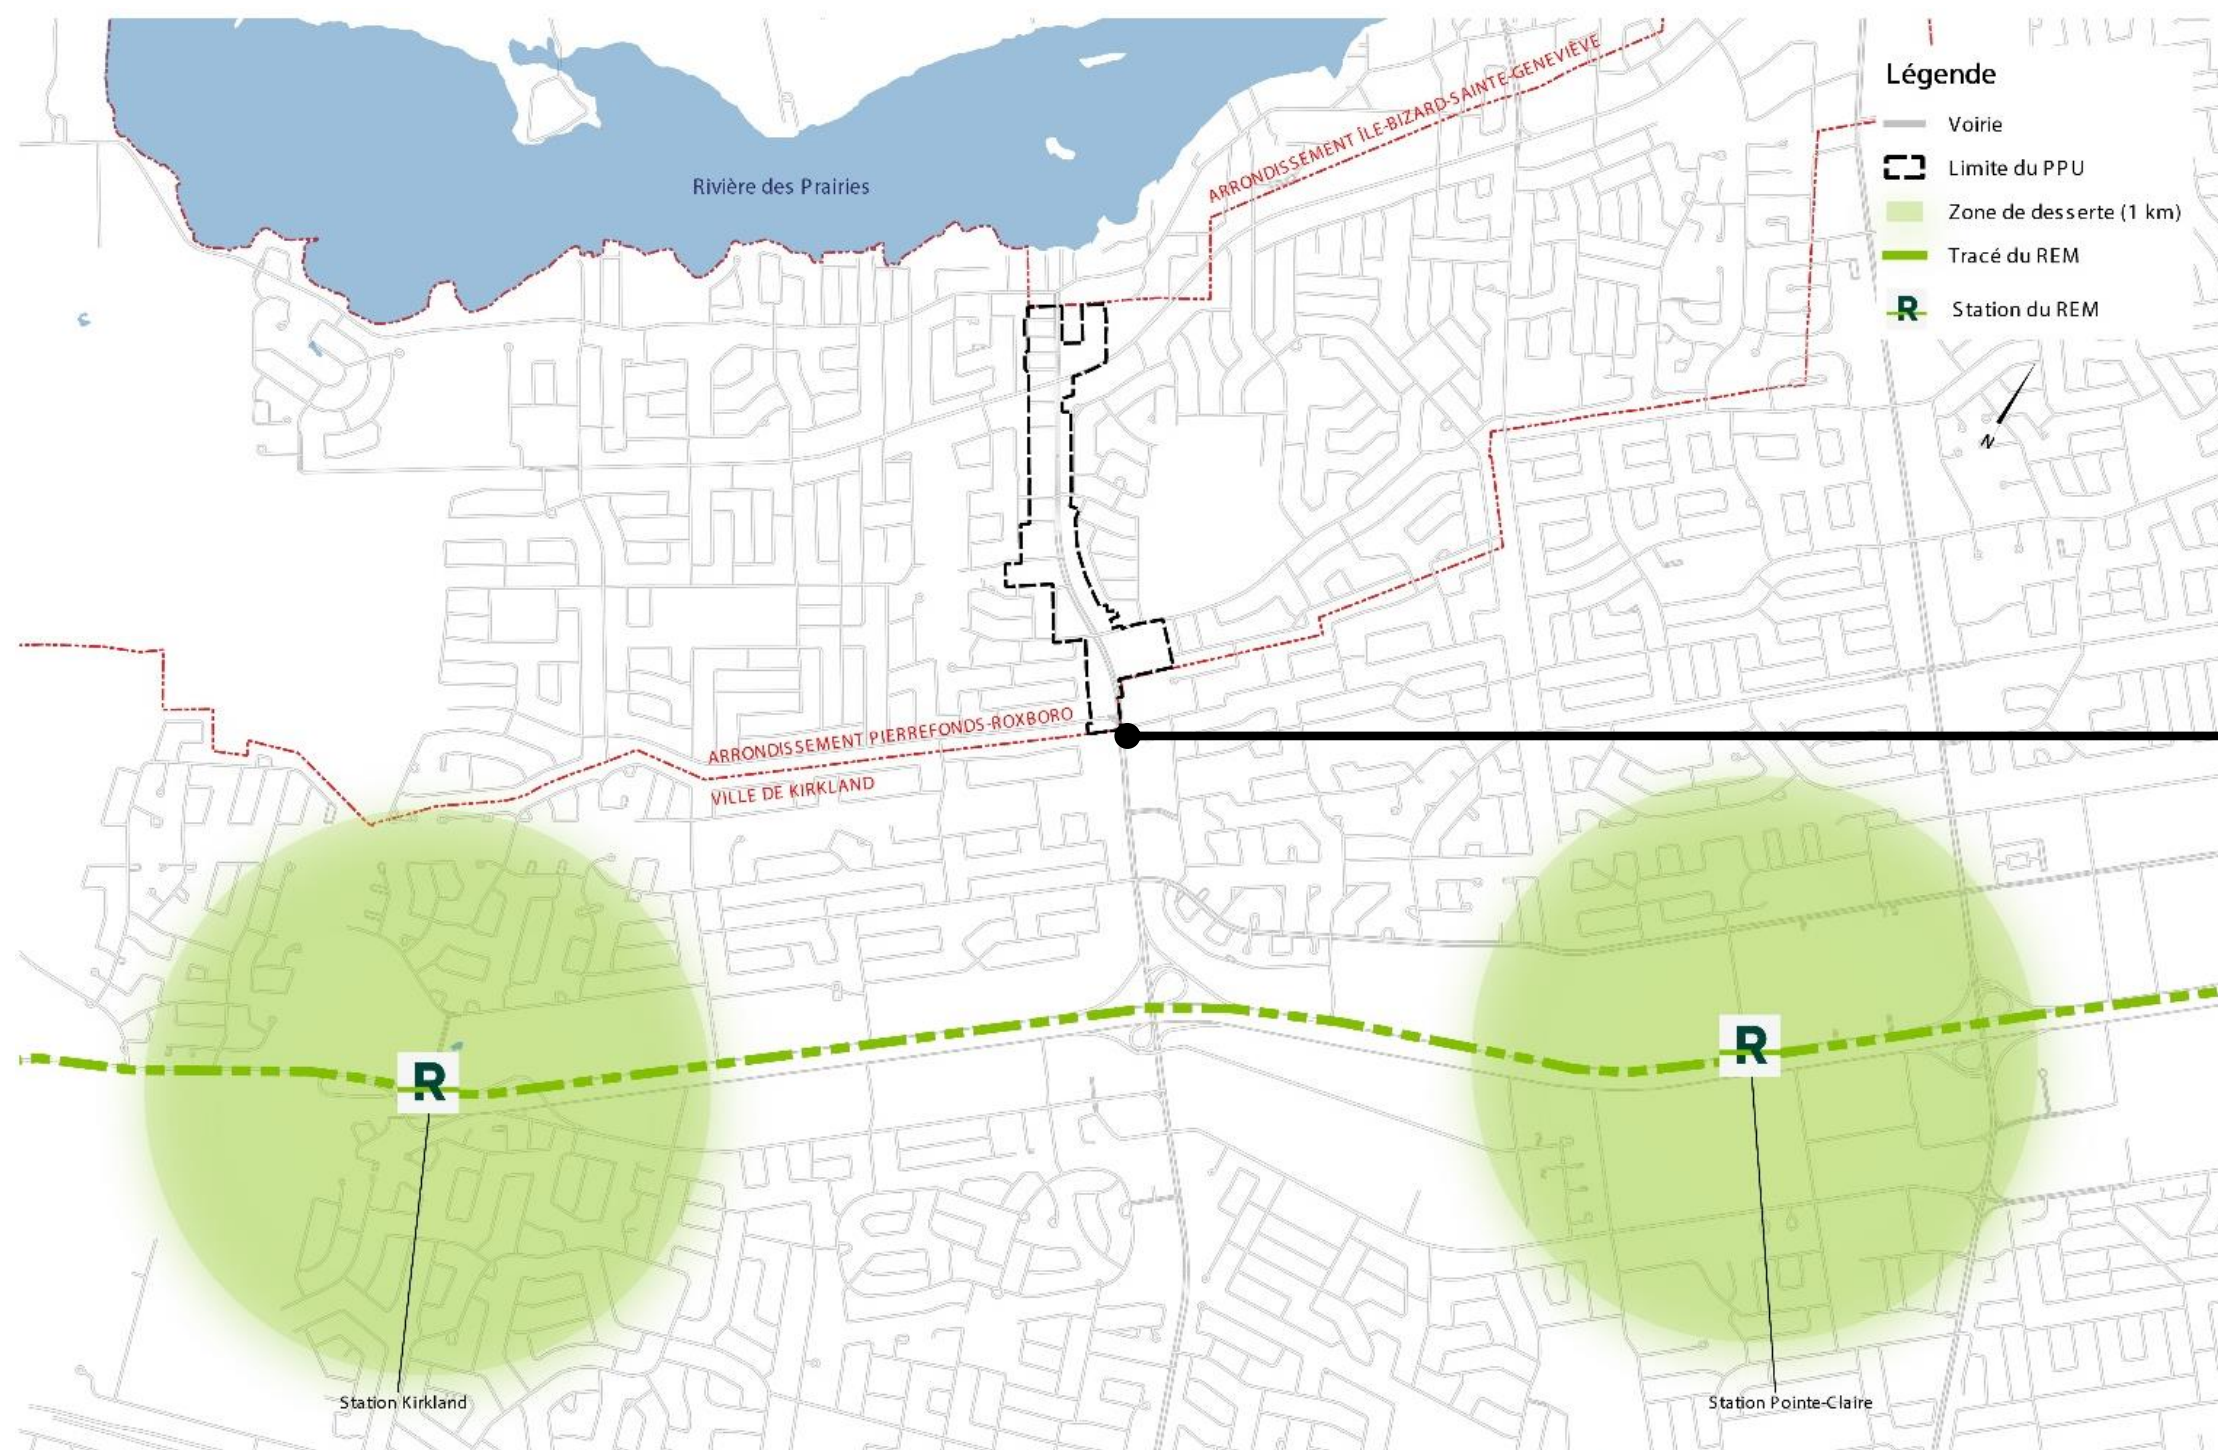 ARRONDISSEMENT ÎLE-BIZARD-SAINTE-GENEVIÈVE
Rivière des Prairies
Légende
Voirie
Limite du PPU
Zone de desserte (1 km)
Tracé du REM
R Station du REM
N
ARRONDISSEMENT PIERREFONDS-ROXBORO
VILLE DE KIRKLAND
R
R
Station Kirkland
Station Pointe-Claire